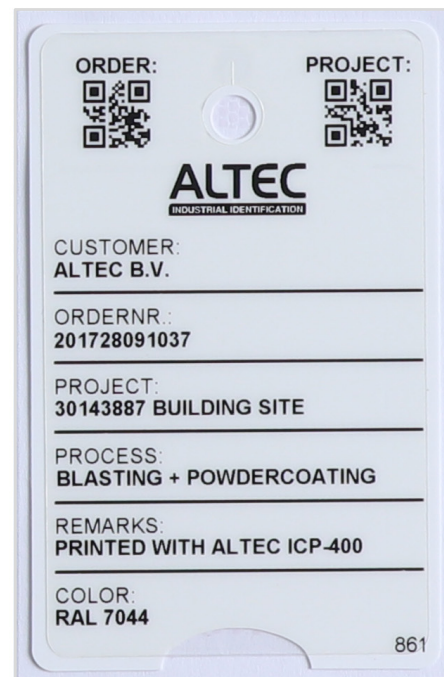 ORDER: PROJECT:
ALTEC
INDUSTRIAL IDENTIFICATION
CUSTOMER:
ALTEC B.V.
ORDERNR.:
201728091037
PROJECT:
30143887 BUILDING SITE
PROCESS:
BLASTING + POWDERCOATING
REMARKS:
PRINTED WITH ALTEC ICP-400
COLOR:
RAL 7044
861